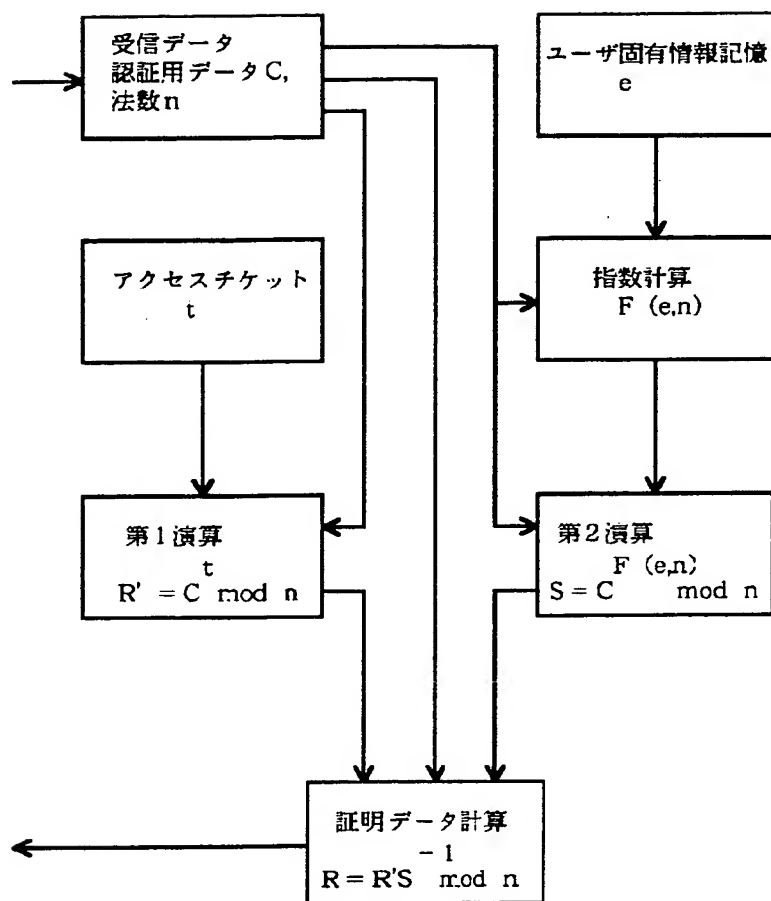 受信データ
認証用データC,
法数n
ユーザ固有情報記憶
e
アクセスチケット
t
指数計算
F (e,n)
第1演算
t
R' = C mod n
第2演算
F (e,n)
S = C mod n
証明データ計算
-1
R = R'S mod n